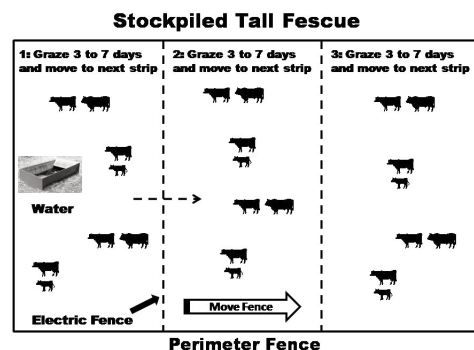 Stockpiled Tall Fescue
1: Graze 3 to 7 days
and move to next strip
2: Graze 3 to 7 days
and move to next strip
3: Graze 3 to 7 days
and move to next strip
Water
Electric Fence
Move Fence
Perimeter Fence